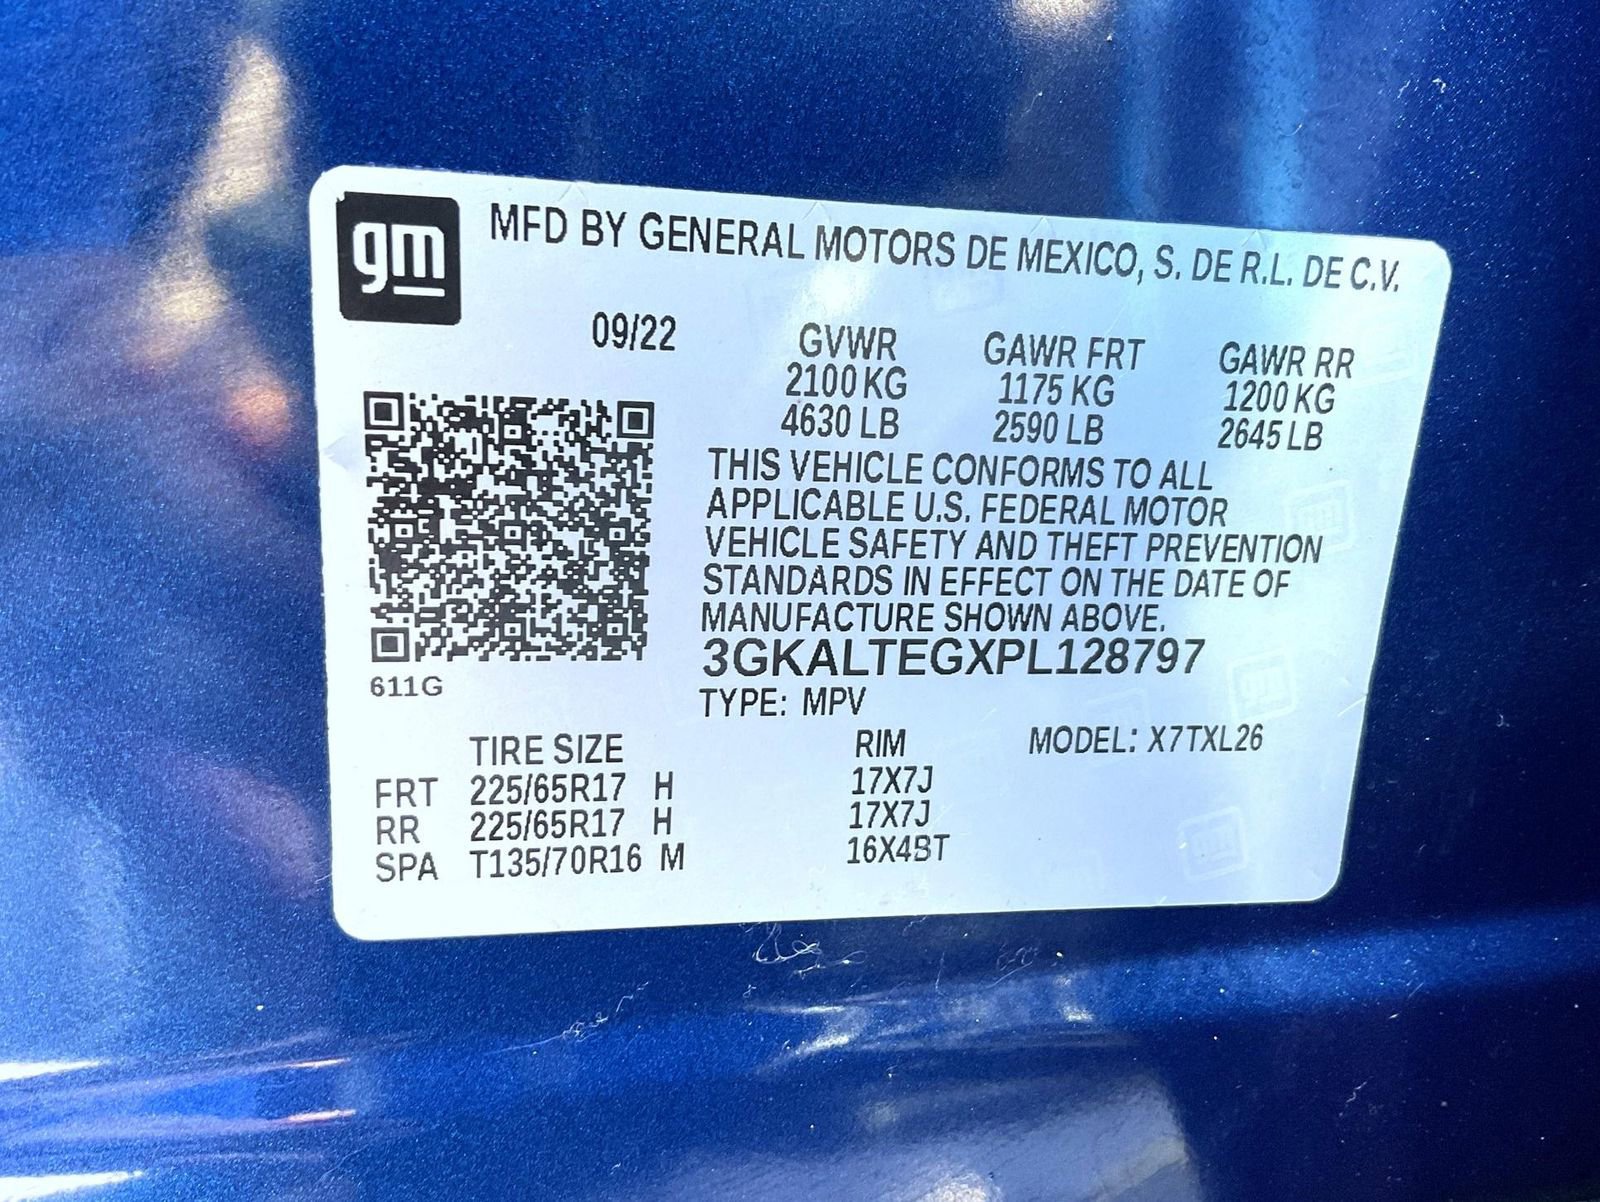 gm
MFD BY GENERAL MOTORS DE MEXICO, S. DE R.L. DE C.V.
09/22 GVWR GAWR FRT GAWR RR
2100 KG 1175 KG 1200 KG
4630 LB 2590 LB 2645 LB
THIS VEHICLE CONFORMS TO ALL
APPLICABLE U.S. FEDERAL MOTOR
VEHICLE SAFETY AND THEFT PREVENTION
STANDARDS IN EFFECT ON THE DATE OF
MANUFACTURE SHOWN ABOVE.
3GKALTEGXPL128797
611G
TYPE: MPV
TIRE SIZE RIM MODEL: X7TXL26
FRT 225/65R17 H 17X7J
RR 225/65R17 H 17X7J
SPA T135/70R16 M 16X4BT